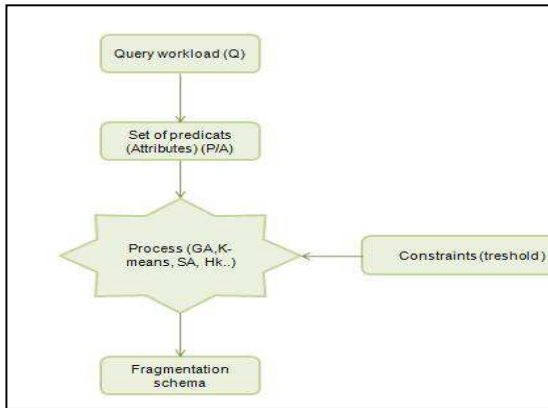 Query workload (Q)
Set of predicats
(Attributes) (P/A)
Process (GA,K-
means, SA, Hk..)
Constraints (treshold )
Fragmentation
schema